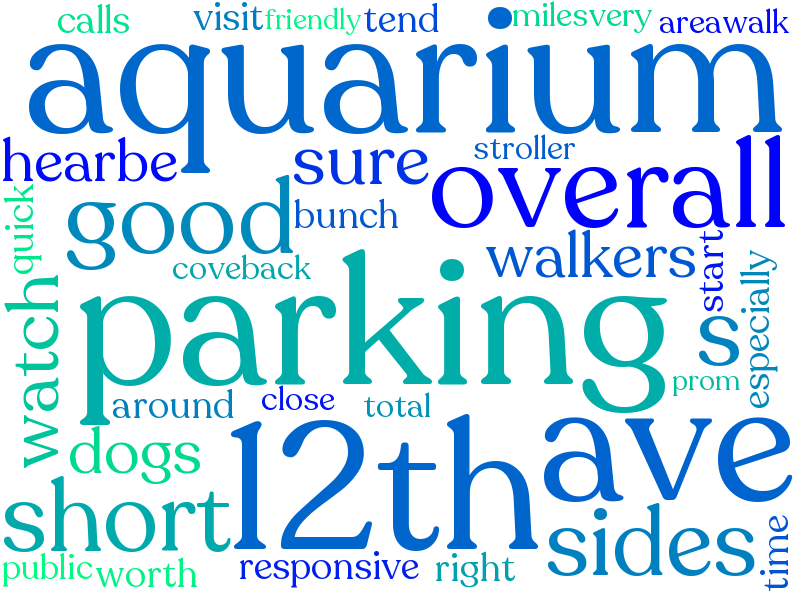 calls
visit
friendly
tend
•
milesvery
areawalk
aquarium
hearbe
sure
stroller
overall
quick
good
bunch
walkers
start
coveback
watch
parking
s
especially
prom
around
close
total
dogs
12th
ave
short
sides
time
public
worth
responsive
right